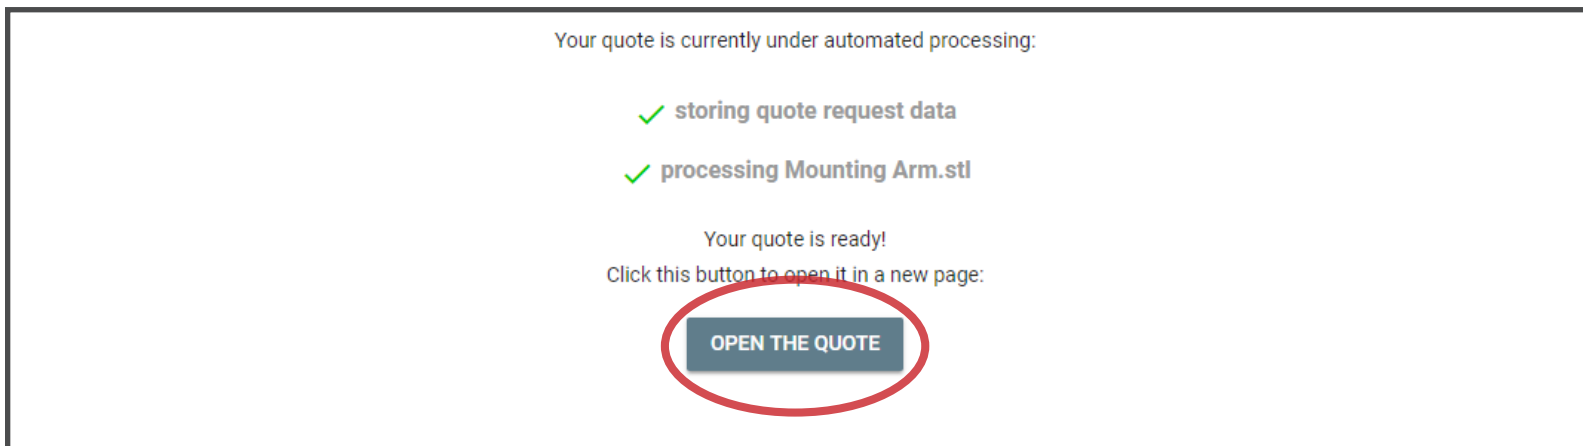 Your quote is currently under automated processing:
storing quote request data
processing Mounting Arm.stl
Your quote is ready!
Click this button to open it in a new page:
OPEN THE QUOTE